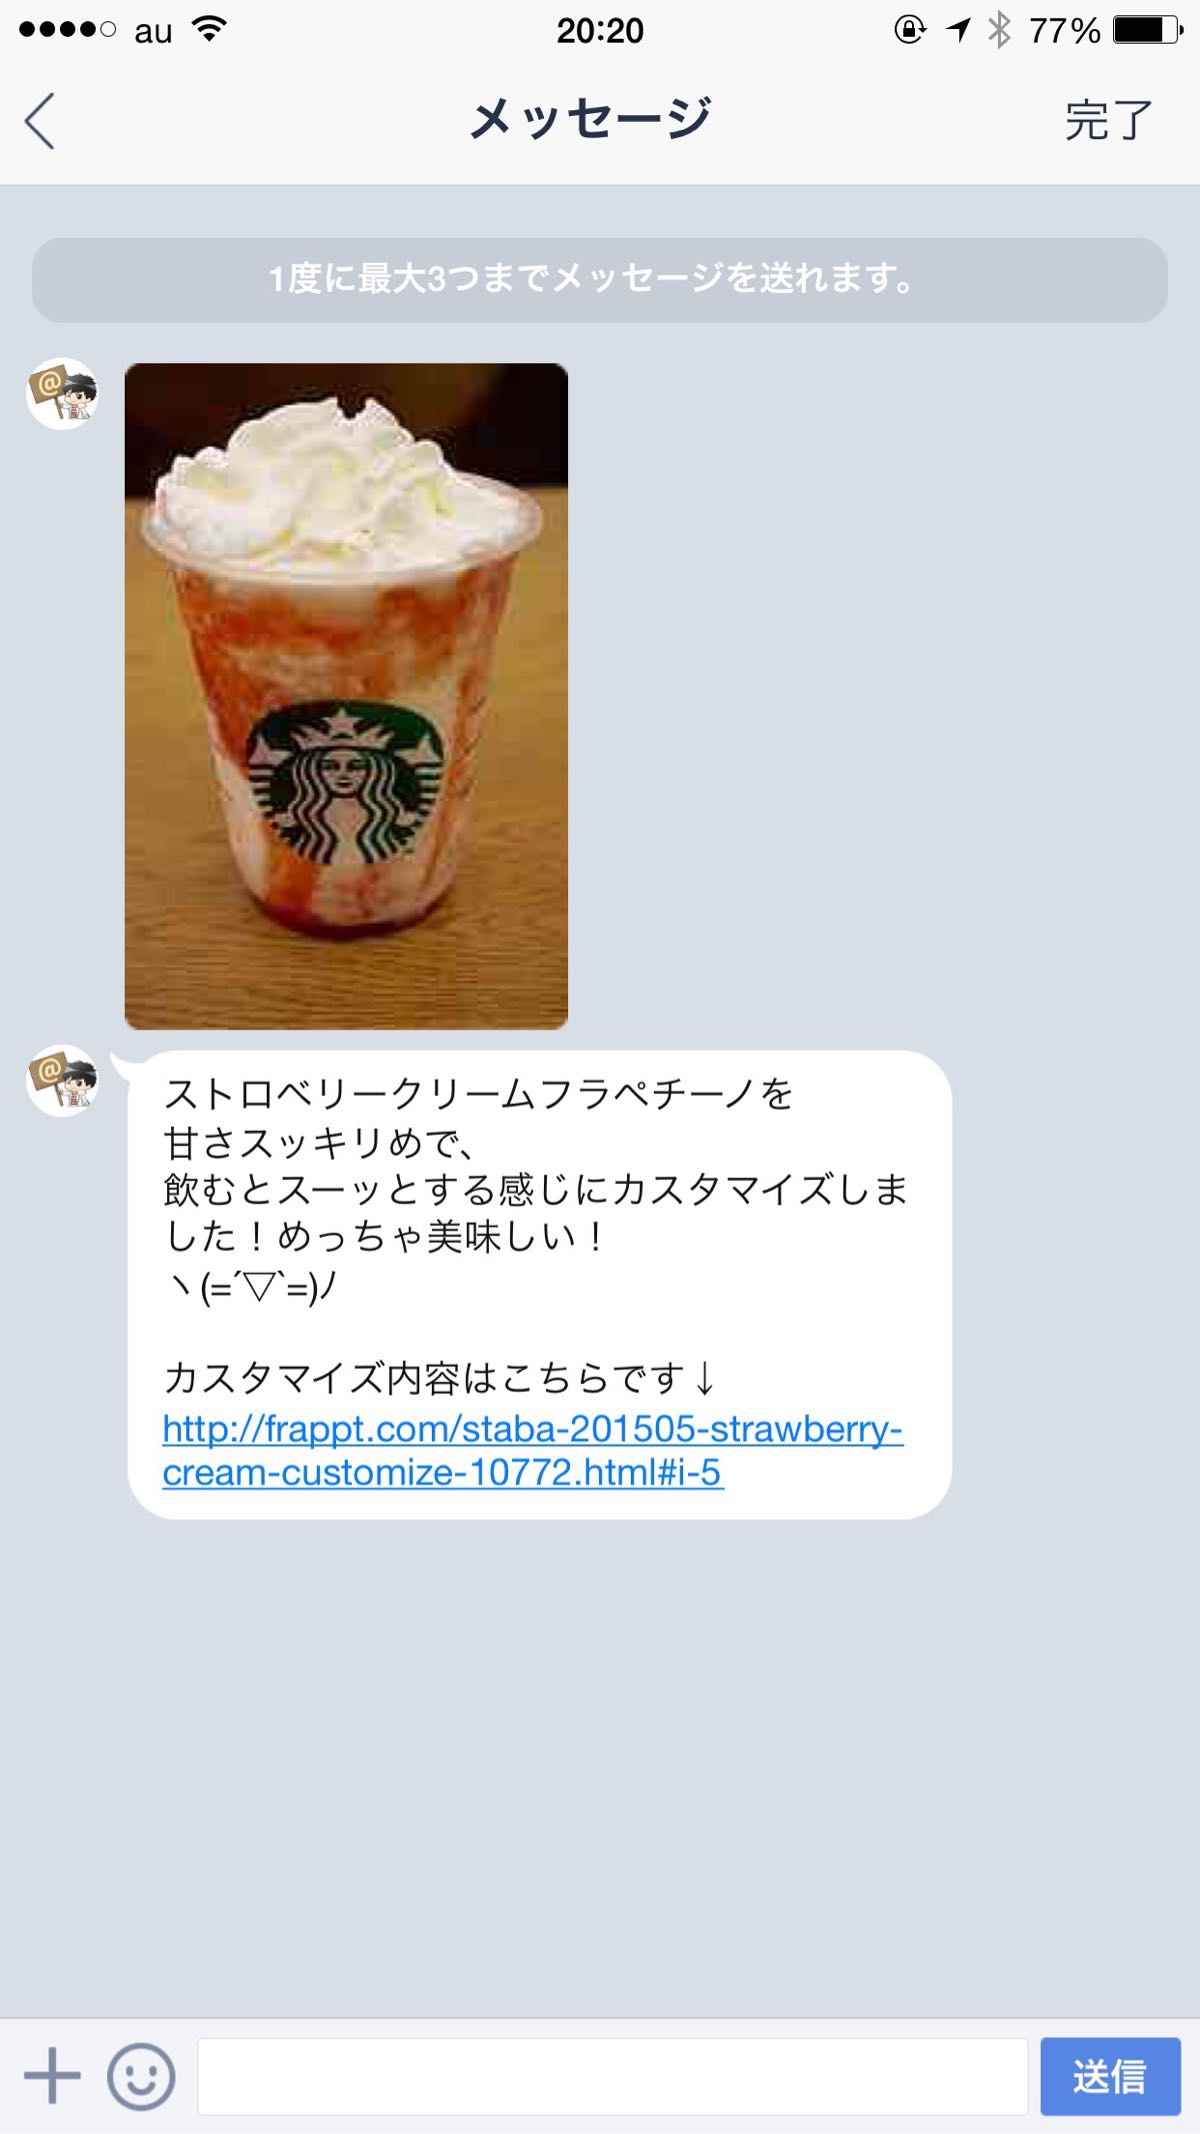 au 20:20 77%
メッセージ 完了
1度に最大3つまでメッセージを送れます。
@
@
ストロベリークリームフラペチーノを
甘さスッキリめで、
飲むとスーッとする感じにカスタマイズしま
した！めっちゃ美味しい！
ヽ(=´▽`=)ﾉ
カスタマイズ内容はこちらです↓
http://frappt.com/staba-201505-strawberry-
cream-customize-10772.html#i-5
送信